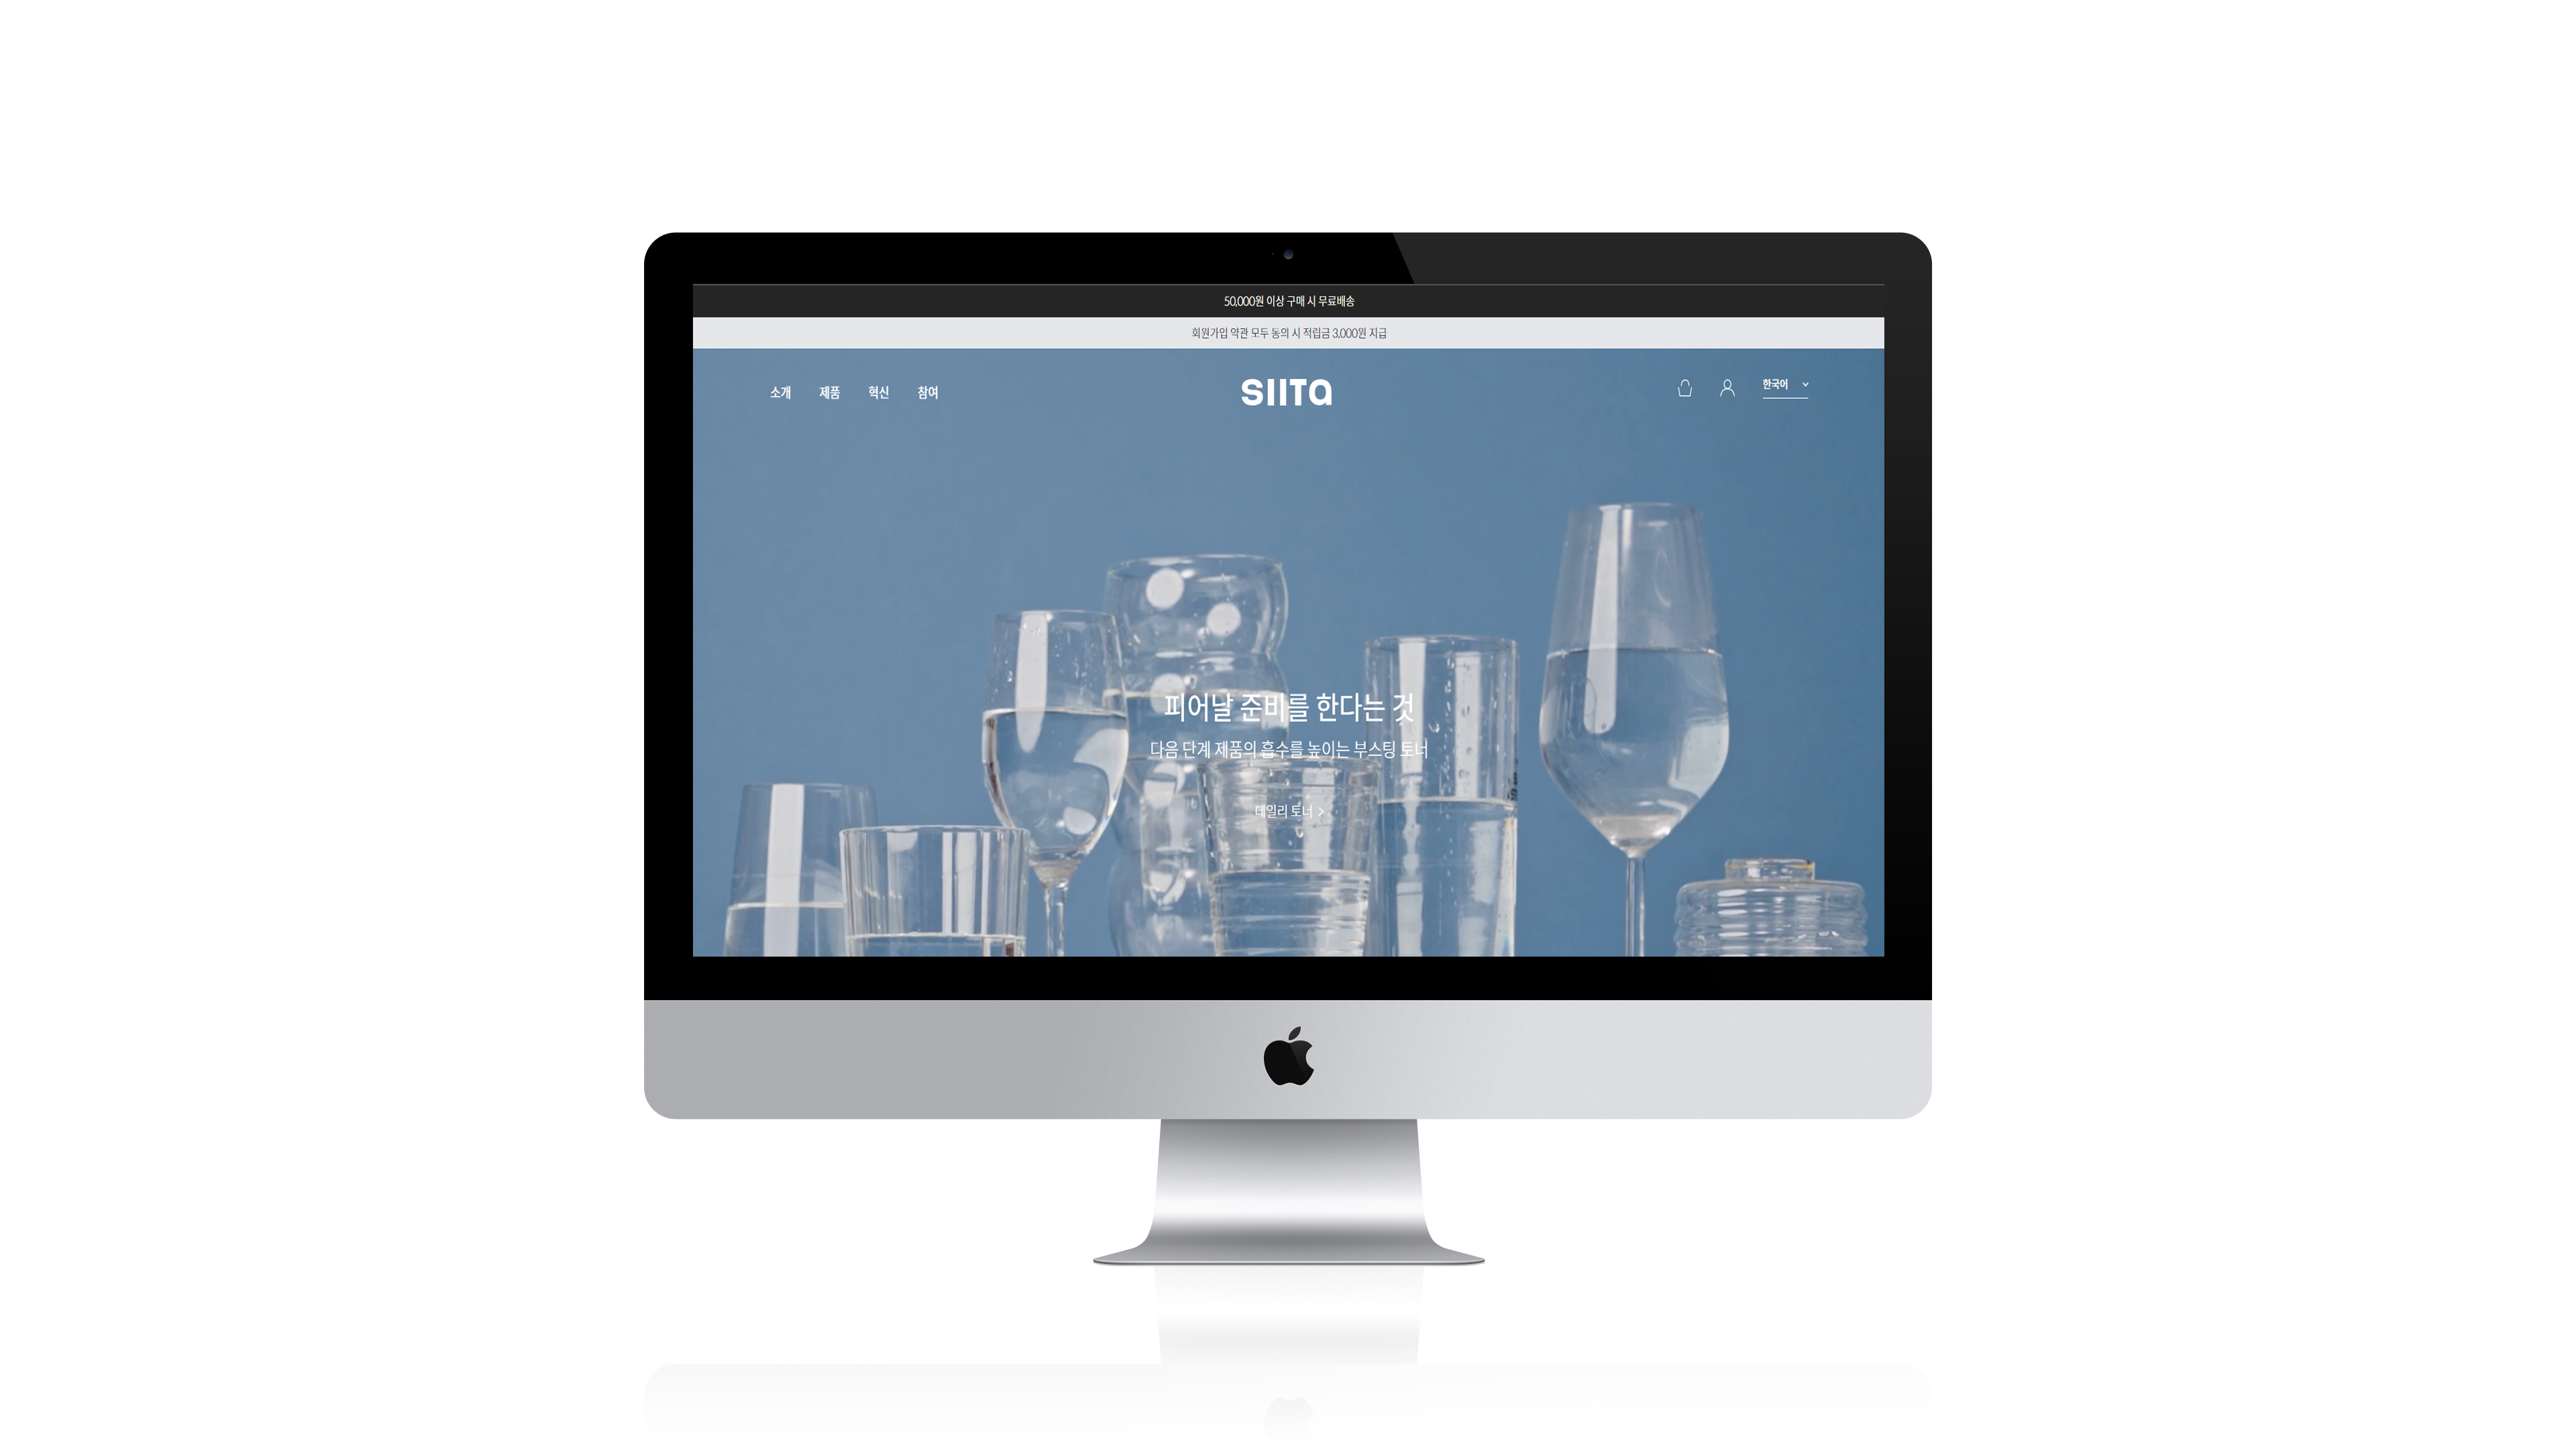 50,000원 이상 구매 시 무료배송
회원가입 약관 모두 동의 시 적립금 3,000원 지급
소개 제품 혁신 참여 SIITA 한국어
피어날 준비를 한다는 것
다음 단계 제품의 흡수를 높이는 부스팅 토너
데일리 토너 >